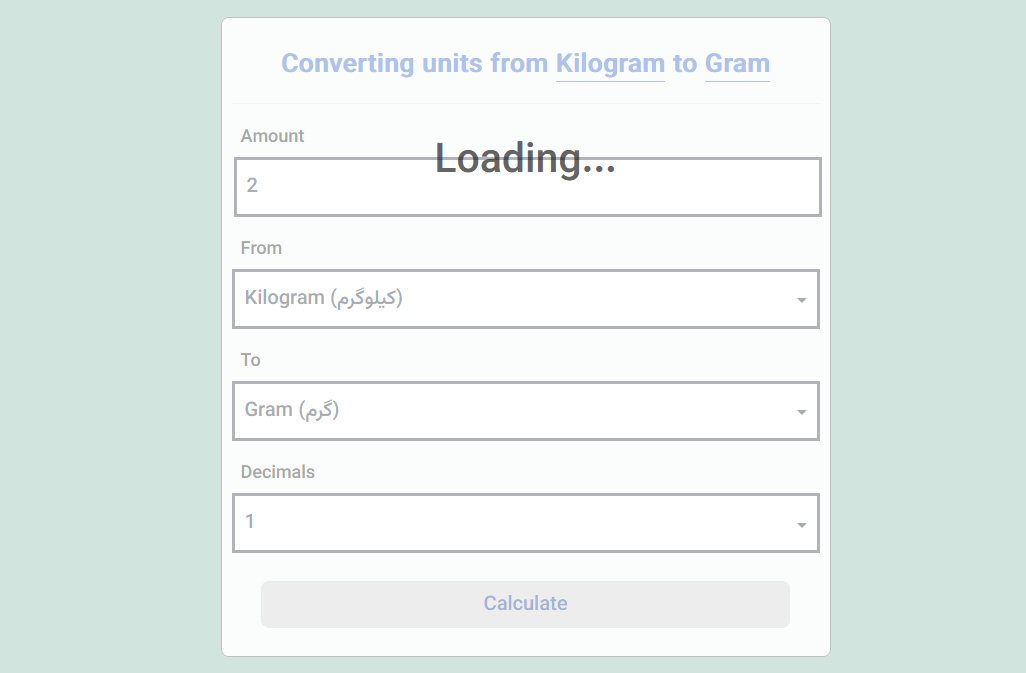 Converting units from Kilogram to Gram
Amount
Loading...
2
From
Kilogram (کیلوگرم)
To
Gram (گرم)
Decimals
1
Calculate